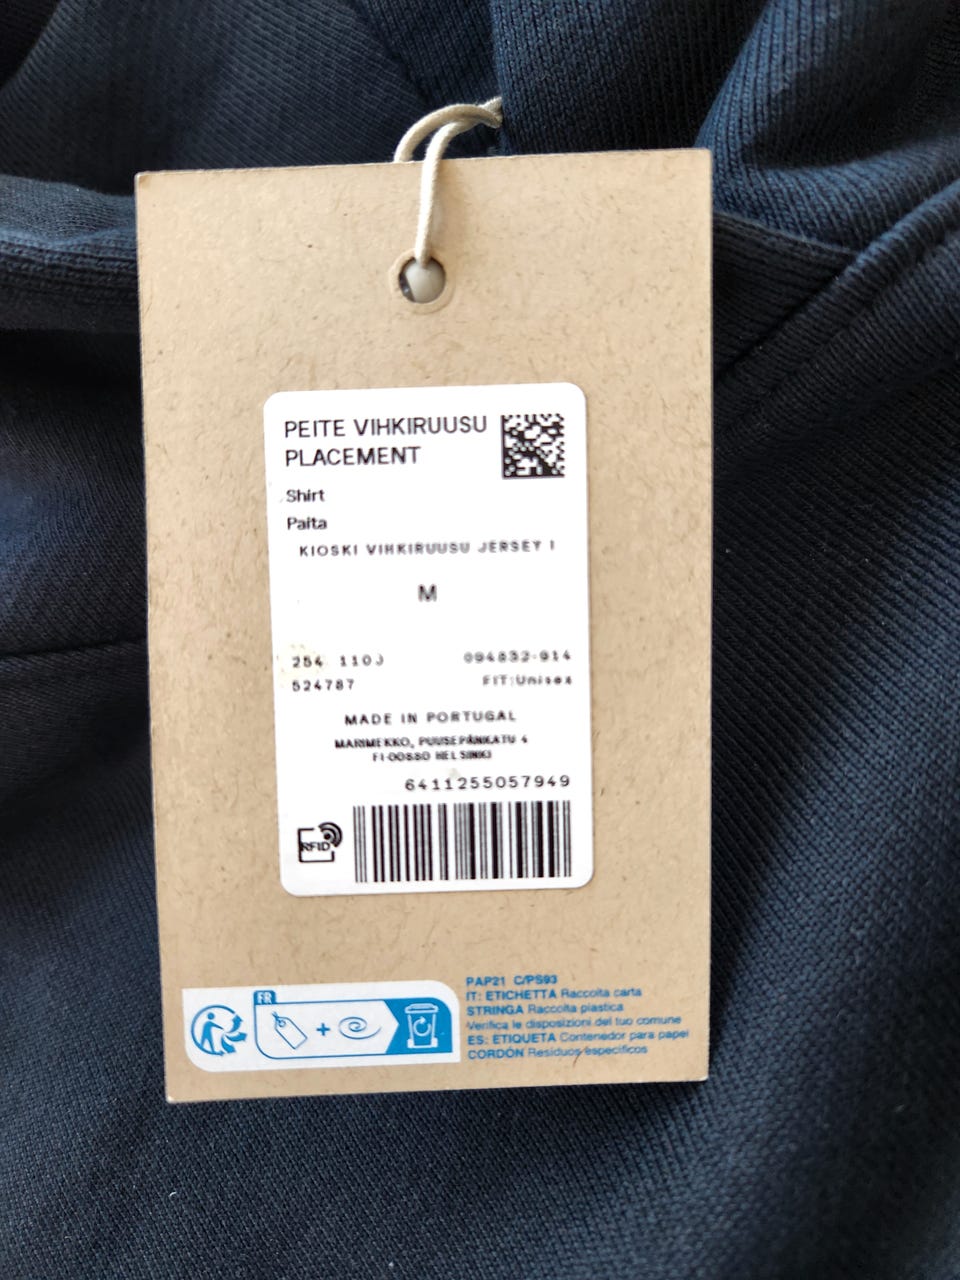 PEITE VIHKIRUUSU
PLACEMENT
Shirt
Paita
KIOSKI VIHKIRUUSU JERSEY I
M
254 110J 094832-914
524787 FIT:Unisex
MADE IN PORTUGAL
MARIMEKKO, PUUSEPÄNKATU 4
FI-00880 HELSINKI
6411255057949
RFID
FR
PAP21 C/PS93
IT: ETICHETTA Raccolta carta
STRINGA Raccolta plastica
Verifica le disposizioni del tuo comune
ES: ETIQUETA Contenedor para papel
CORDÓN Residuos especificos